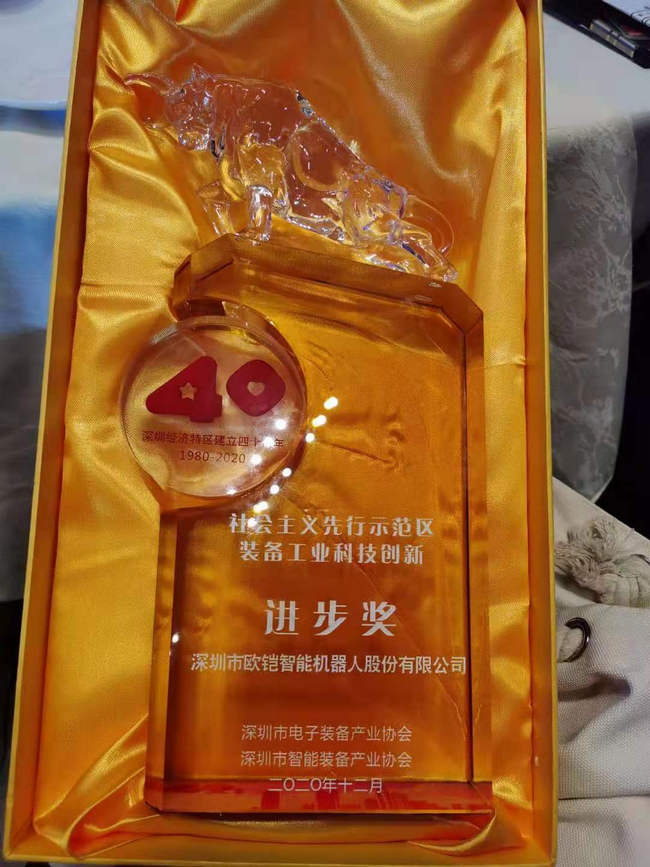 40
深圳经济特区建立四十周年
1980-2020
社会主义先行示范区
装备工业科技创新
进步奖
深圳市欧铠智能机器人股份有限公司
深圳市电子装备产业协会
深圳市智能装备产业协会
二〇二〇年十二月